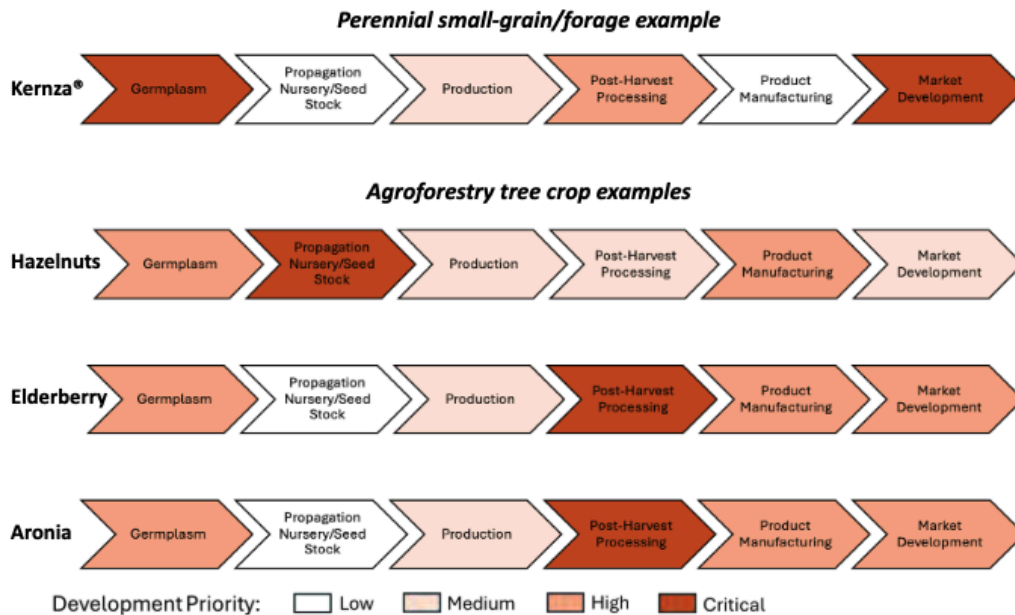 Perennial small-grain/forage example
Kernza®
Germplasm
Propagation
Nursery/Seed
Stock
Production
Post-Harvest
Processing
Product
Manufacturing
Market
Development
Agroforestry tree crop examples
Hazelnuts
Germplasm
Propagation
Nursery/Seed
Stock
Production
Post-Harvest
Processing
Product
Manufacturing
Market
Development
Elderberry
Germplasm
Propagation
Nursery/Seed
Stock
Production
Post-Harvest
Processing
Product
Manufacturing
Market
Development
Aronia
Germplasm
Propagation
Nursery/Seed
Stock
Production
Post-Harvest
Processing
Product
Manufacturing
Market
Development
Development Priority: Low Medium High Critical